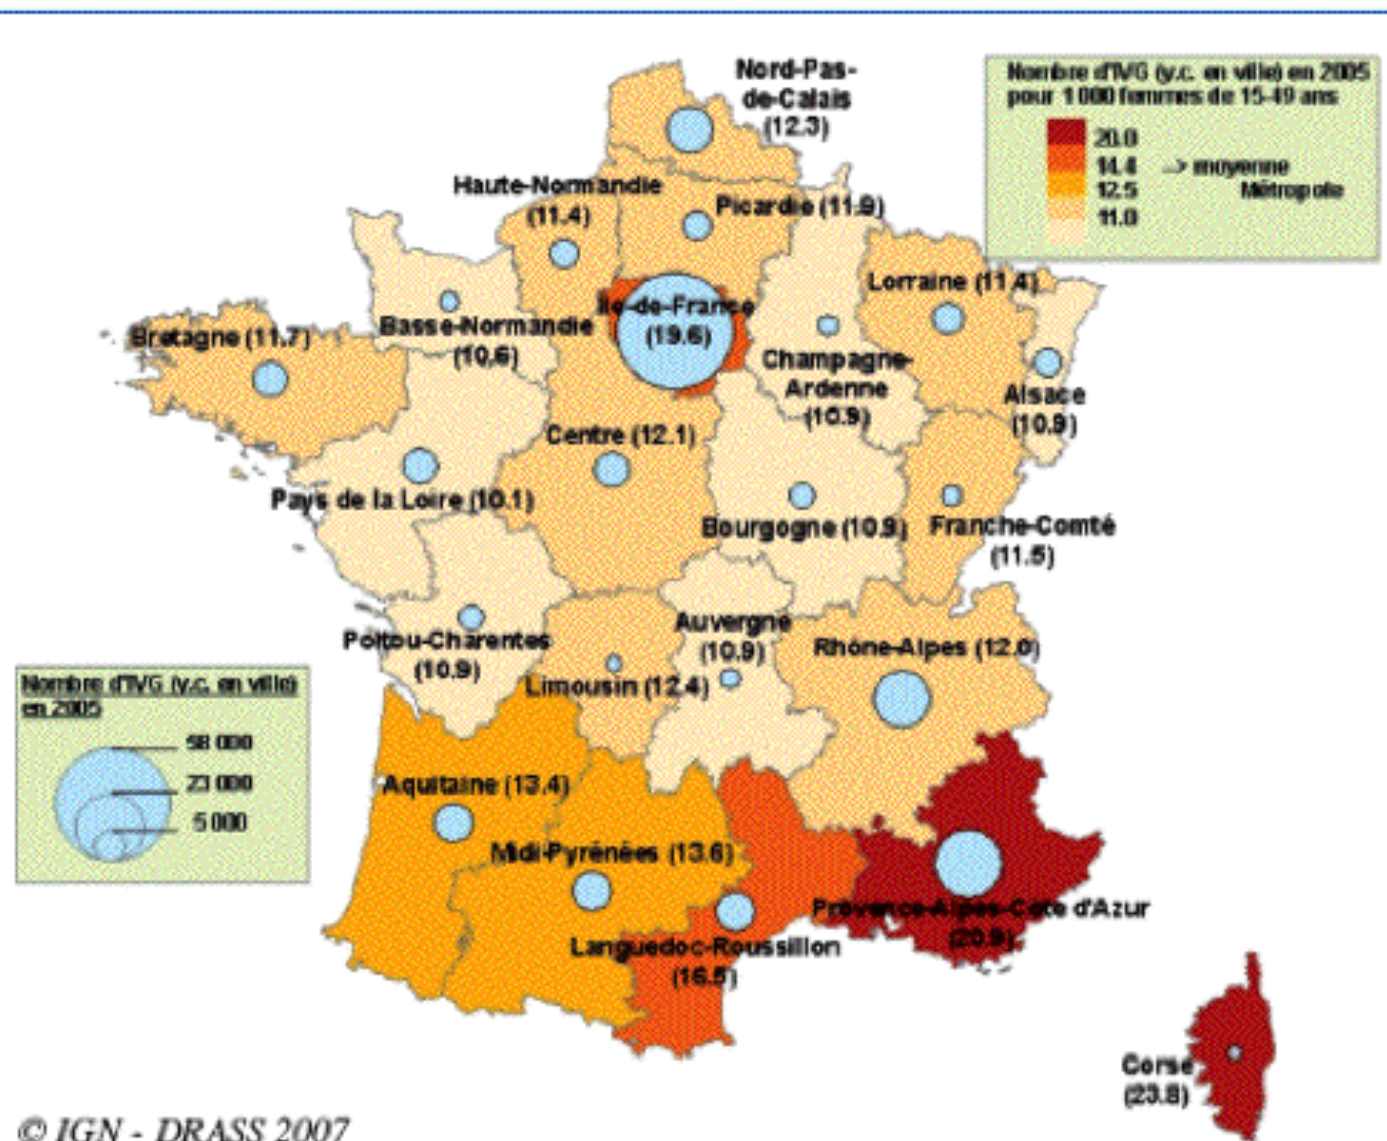 Nord-Pas-
de-Calais
(12.3)
Nombre d'IVG (y.c. en ville) en 2005
pour 1 000 femmes de 15-49 ans
20.0
14.4 -> moyenne
Métropole
12.5
11.0
Haute-Normandie
(11.4)
Picardie (11.9)
Lorraine (11.4)
Ile-de-France
(19.6)
Bretagne (11.7)
Basse-Normandie
(10,6)
Champagne-
Ardenne
(10.9)
Alsace
(10.9)
Centre (12.1)
Pays de la Loire (10.1)
Bourgogne (10.9)
Franche-Comté
(11.5)
Poitou-Charentes
(10.9)
Auvergne
(10.9)
Rhône-Alpes (12.0)
Limousin (12.4)
Nombre d'IVG (y.c. en ville)
en 2005
58 000
23 000
5 000
Aquitaine (13.4)
Midi-Pyrénées (13.6)
Provence-Alpes-Cote d'Azur
(20.9)
Languedoc-Roussillon
(16.5)
Corse
(23.8)
© IGN - DRASS 2007